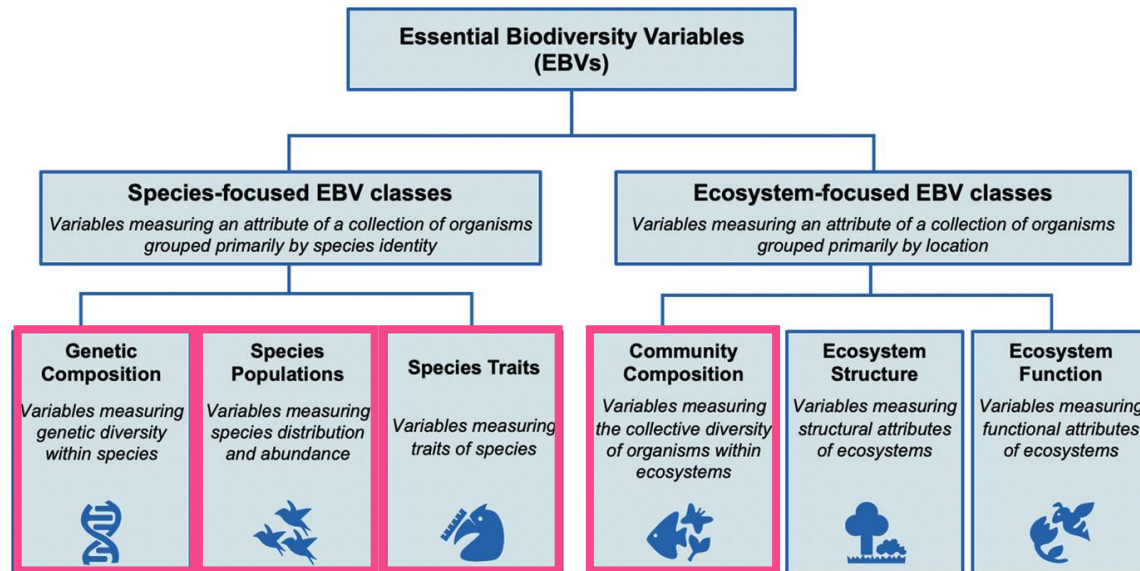 Essential Biodiversity Variables
(EBVs)
Species-focused EBV classes
Variables measuring an attribute of a collection of organisms
grouped primarily by species identity
Ecosystem-focused EBV classes
Variables measuring an attribute of a collection of organisms
grouped primarily by location
Genetic
Composition
Variables measuring
genetic diversity
within species
Species
Populations
Variables measuring
species distribution
and abundance
Species Traits
Variables measuring
traits of species
Community
Composition
Variables measuring
the collective diversity
of organisms within
ecosystems
Ecosystem
Structure
Variables measuring
structural attributes
of ecosystems
Ecosystem
Function
Variables measuring
functional attributes
of ecosystems